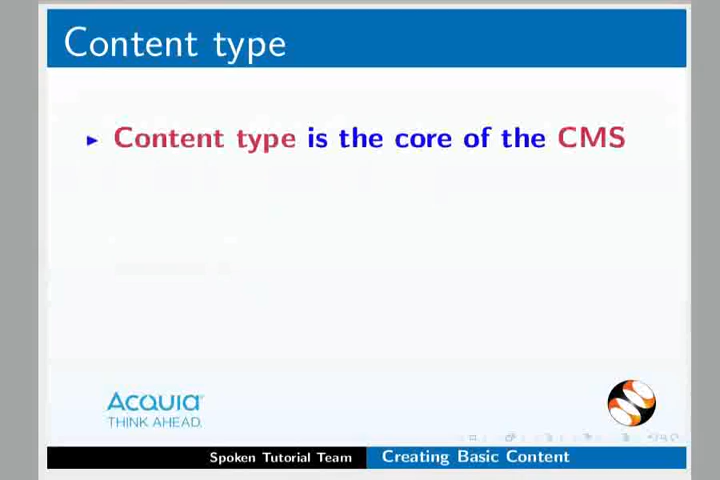 Content type
Content type is the core of the CMS
Acquia
THINK AHEAD.
Spoken Tutorial Team
Creating Basic Content